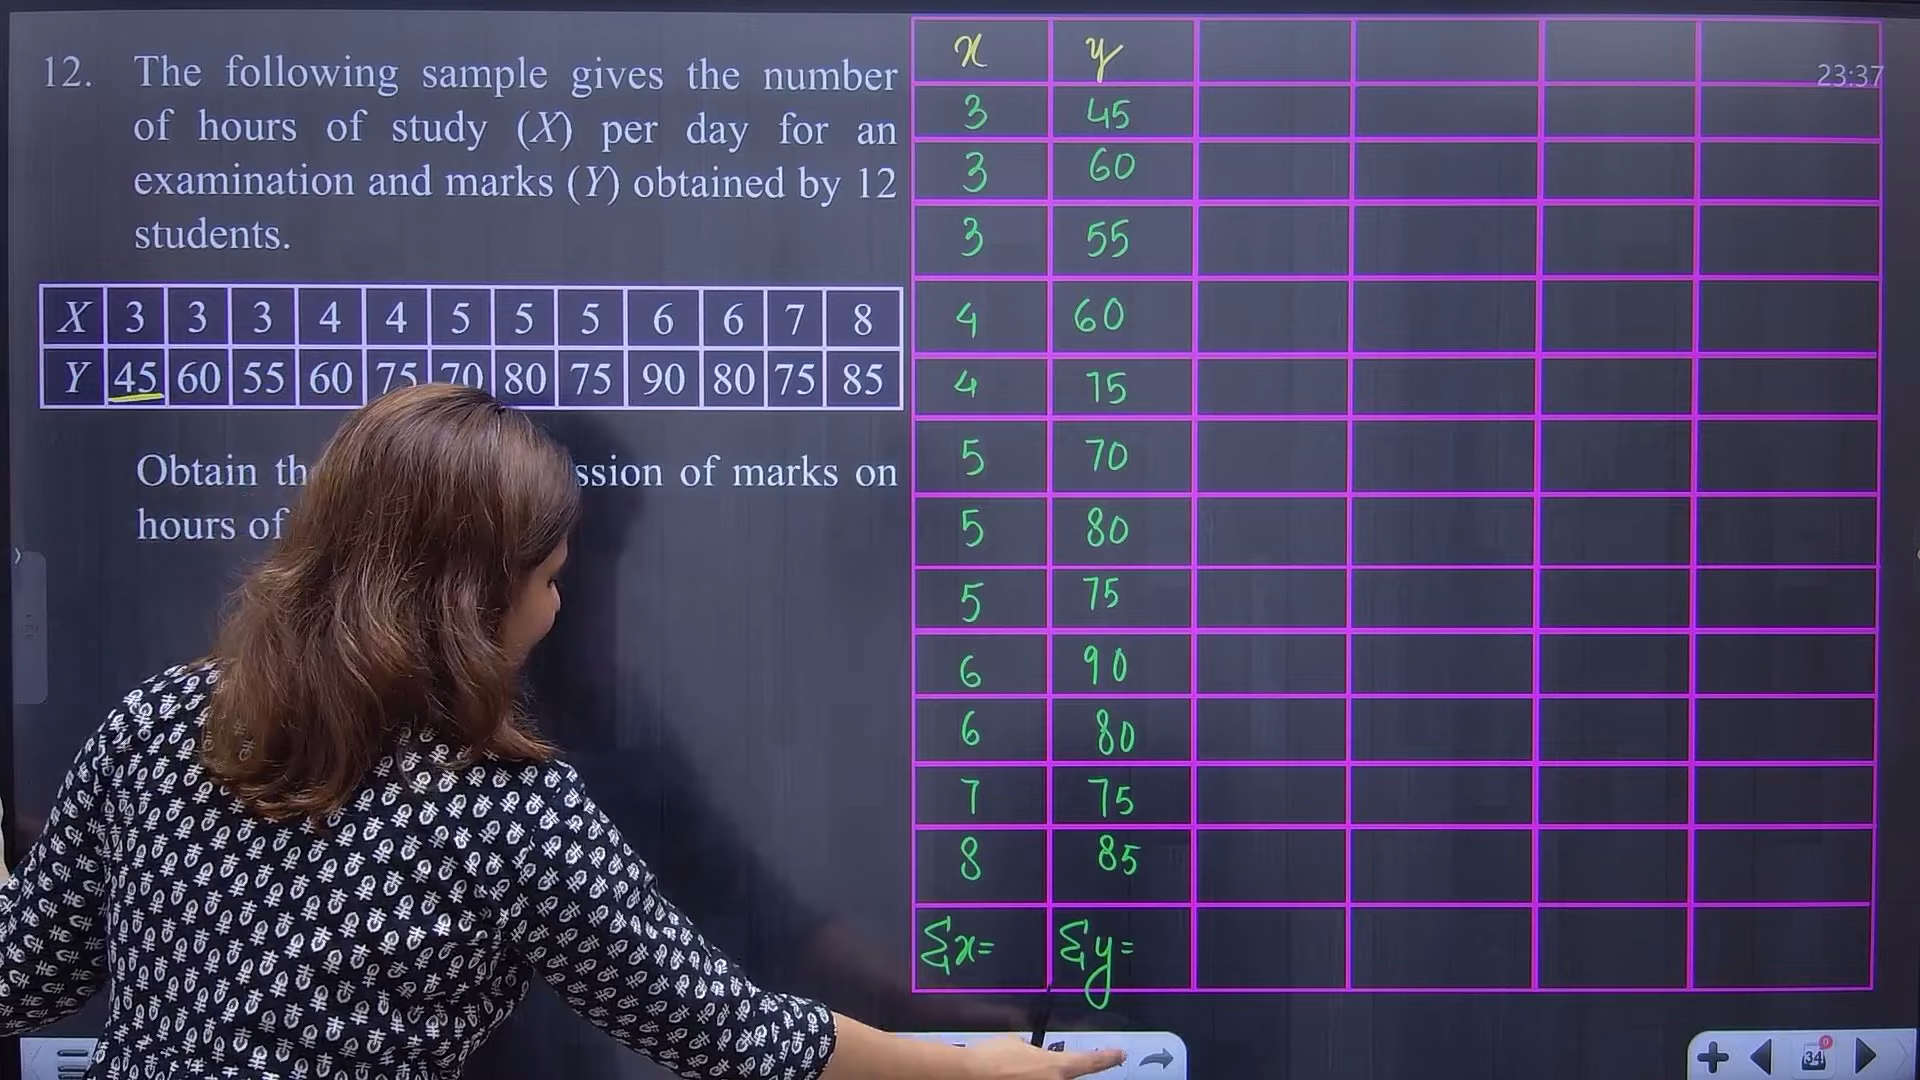 12. The following sample gives the number
of hours of study (X) per day for an
examination and marks (Y) obtained by 12
students.
X 3 3 3 4 4 5 5 5 6 6 7 8
Y 45 60 55 60 75 70 80 75 90 80 75 85
Obtain ssion of marks on
hours of
x y
23:37
3 45
3 60
3 55
4 60
4 75
5 70
5 80
5 75
6 90
6 80
7 75
8 85
Σx= Σy=
34
0